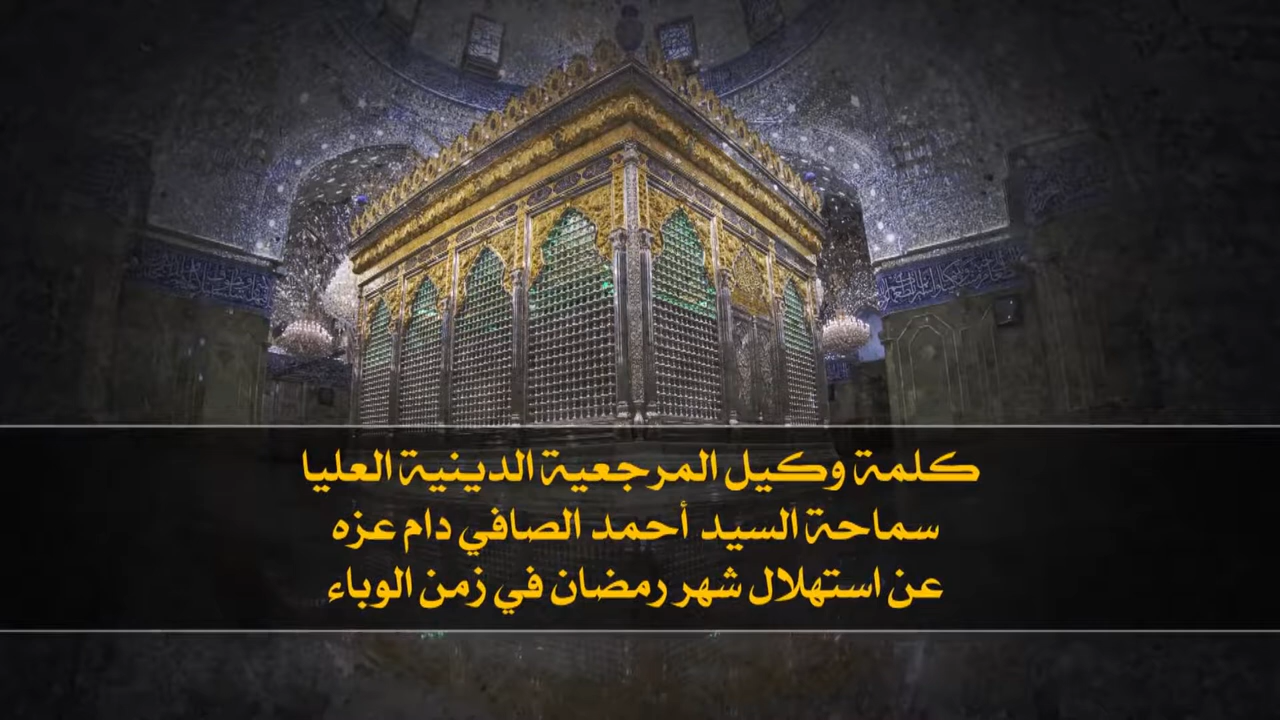 كلمة وكيل المرجعية الدينية العليا
سماحة السيد أحمد الصافي دام عزه
عن استهلال شهر رمضان في زمن الوباء